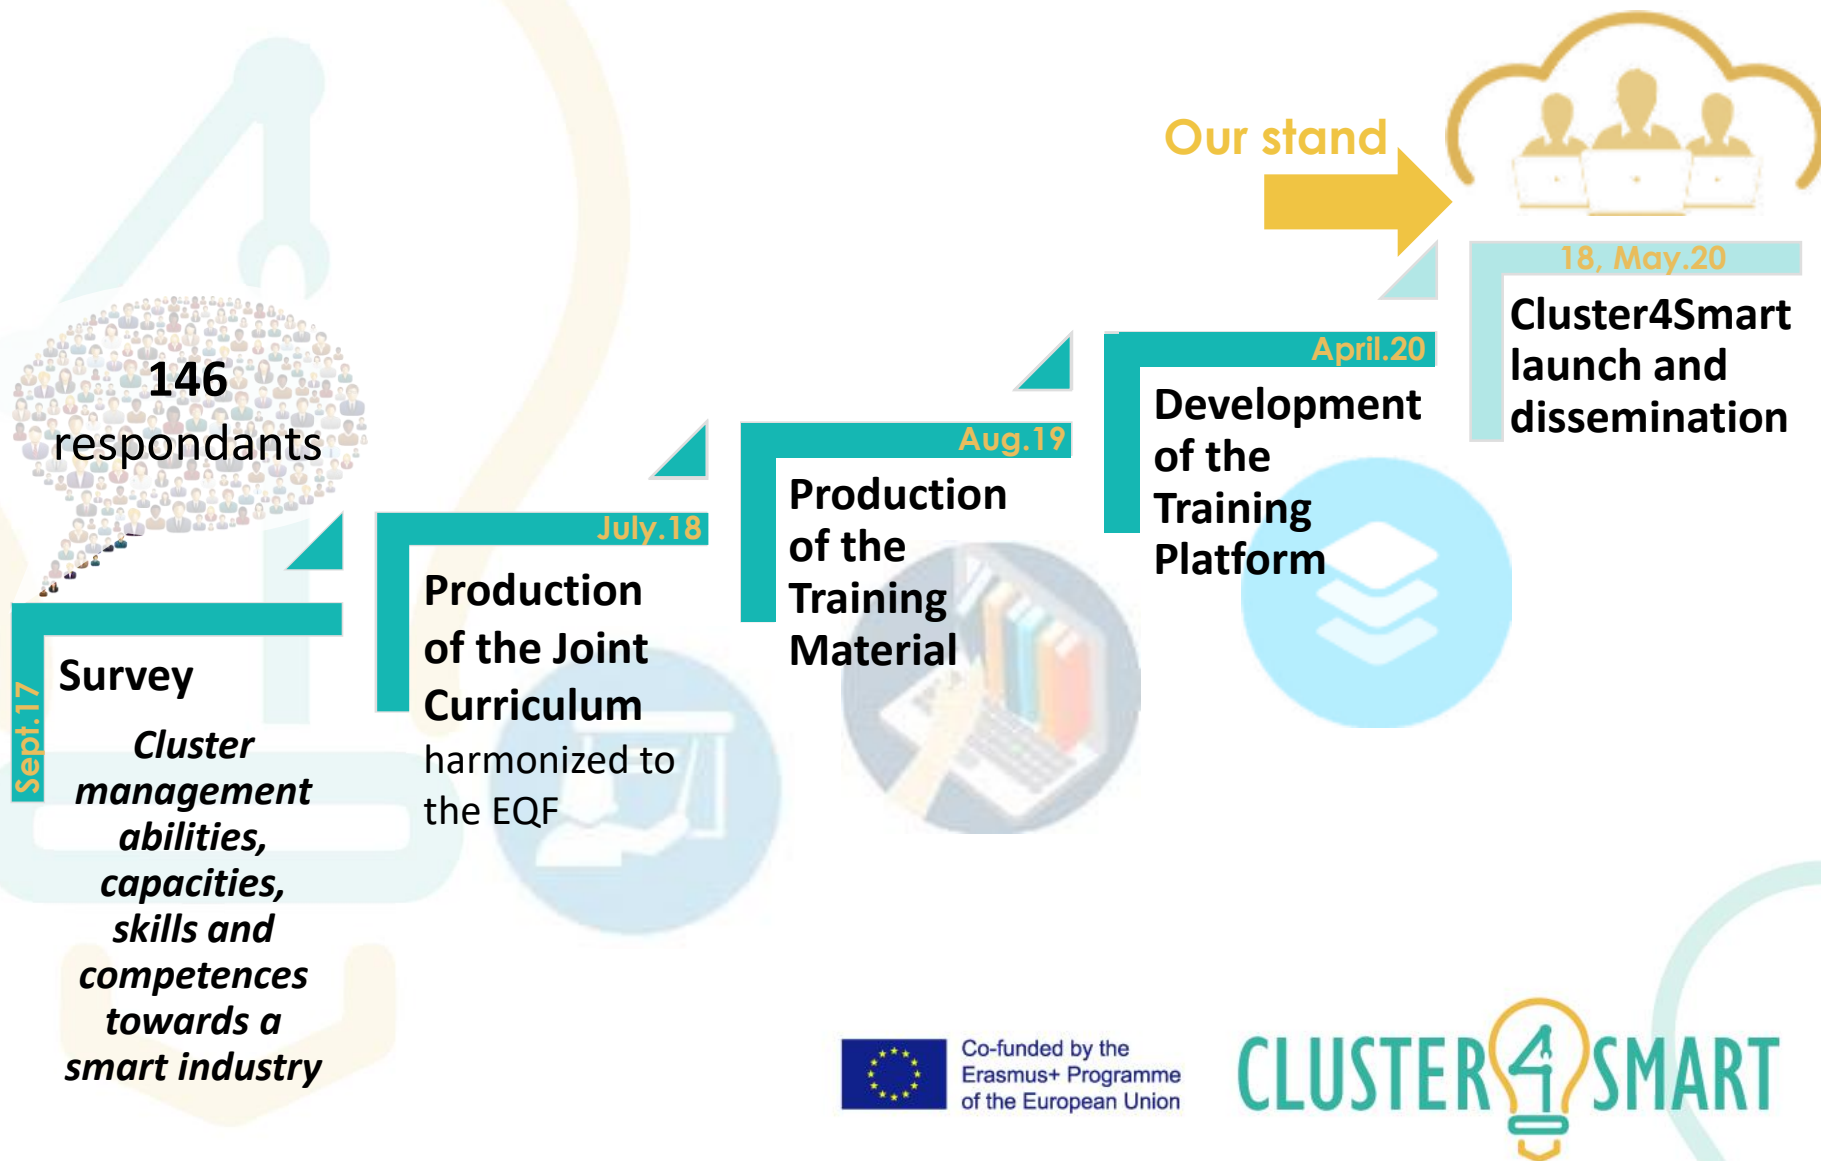 146
respondants
Sept.17
Survey
Cluster
management
abilities,
capacities,
skills and
competences
towards a
smart industry
July.18
Production
of the Joint
Curriculum
harmonized to
the EQF
Aug.19
Production
of the
Training
Material
April.20
Development
of the
Training
Platform
Our stand
18, May.20
Cluster4Smart
launch and
dissemination
Co-funded by the
Erasmus+ Programme
of the European Union
CLUSTER4SMART